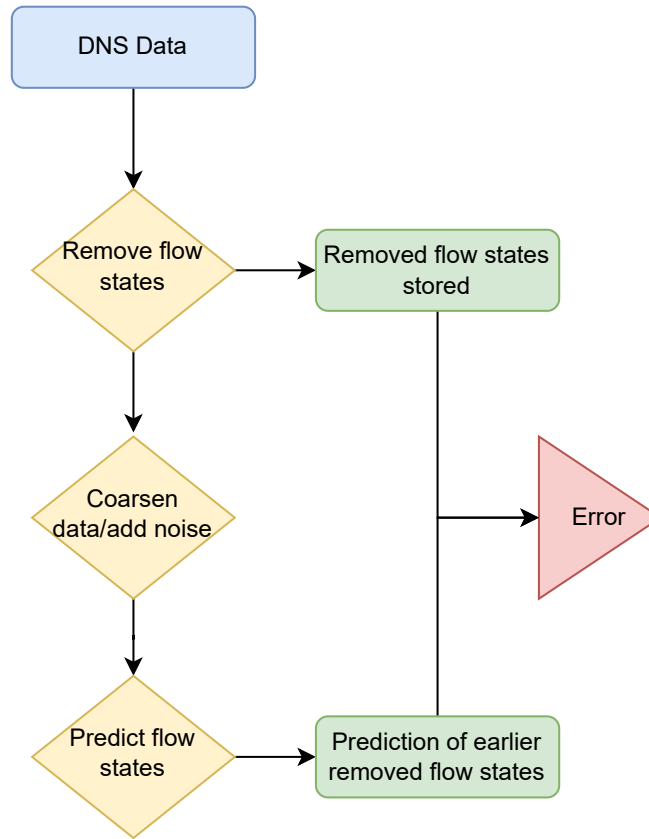 DNS Data
Remove flow
states
Removed flow states
stored
Coarsen
data/add noise
Error
Predict flow
states
Prediction of earlier
removed flow states